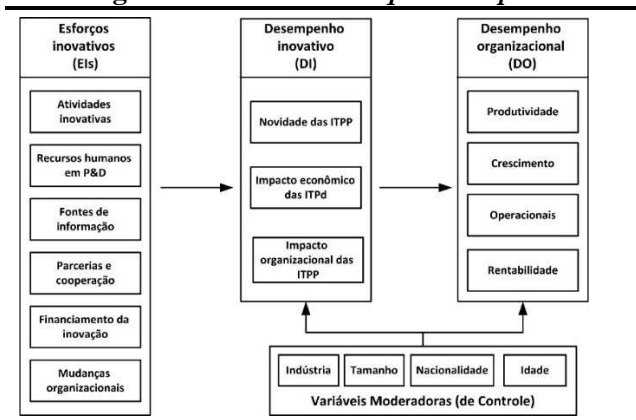 Esforços
inovativos
(EIs)
Atividades
inovativas
Recursos humanos
em P&D
Fontes de
informação
Parcerias e
cooperação
Financiamento da
inovação
Mudanças
organizacionais
Desempenho
inovativo
(DI)
Novidade das ITPP
Impacto econômico
das ITPd
Impacto
organizacional das
ITPP
Desempenho
organizacional
(DO)
Produtividade
Crescimento
Operacionais
Rentabilidade
Indústria
Tamanho
Nacionalidade
Idade
Variáveis Moderadoras (de Controle)